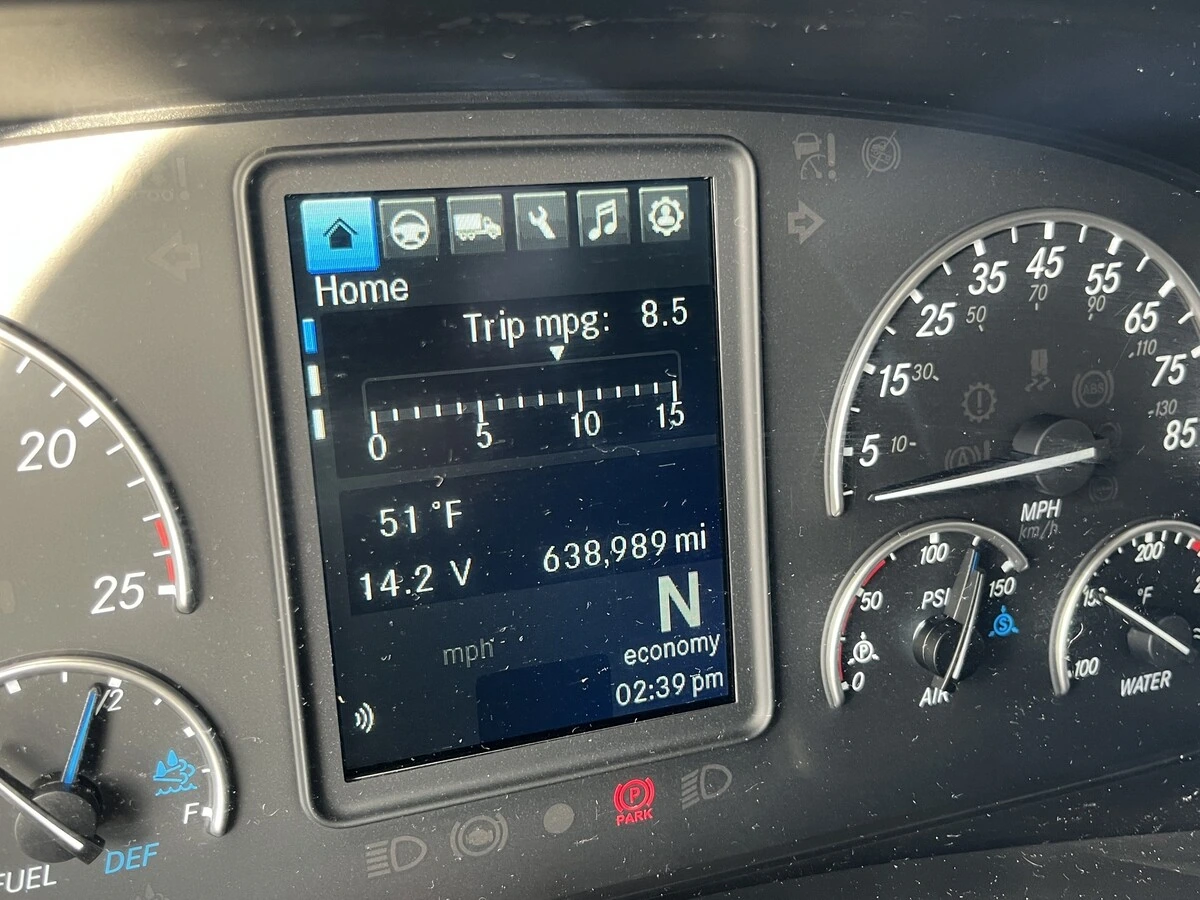 Home
Trip mpg: 8.5
0 5 10 15
51 °F
14.2 V 638,989 mi
N
mph economy
02:39 pm
20
25
1/2
F
FUEL
DEF
P
PARK
5 15 25 35 45 55 65 75 85
10 30 50 70 90 110 130
ABS
MPH
km/h
0 50 100 150
PSI
P
S
AIR
100 150 200
°F
WATER